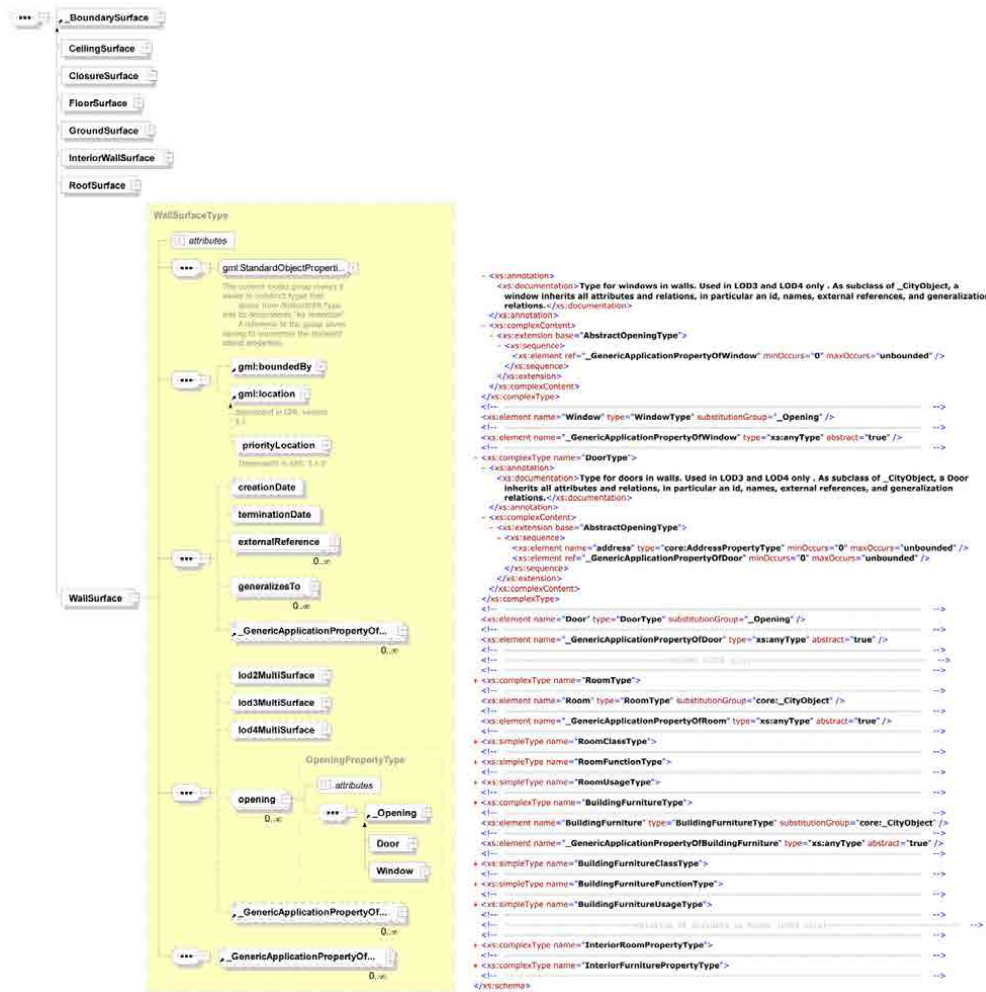 _BoundarySurface
CeilingSurface
ClosureSurface
FloorSurface
GroundSurface
InteriorWallSurface
RoofSurface
WallSurfaceType
attributes
gml:StandardObjectProperti...
gml:boundedBy
gml:location
priorityLocation
creationDate
terminationDate
externalReference
0..∞
generalizesTo
0..∞
WallSurface
_GenericApplicationPropertyOf...
0..∞
lod2MultiSurface
lod3MultiSurface
lod4MultiSurface
OpeningPropertyType
attributes
opening
0..∞
_Opening
Door
Window
_GenericApplicationPropertyOf...
0..∞
_GenericApplicationPropertyOf...
0..∞
- <xs:annotation>
<xs:documentation>Type for windows in walls. Used in LOD3 and LOD4 only . As subclass of _CityObject, a
window inherits all attributes and relations, in particular an id, names, external references, and generalization
relations.</xs:documentation>
</xs:annotation>
- <xs:complexContent>
- <xs:extension base="AbstractOpeningType">
- <xs:sequence>
<xs:element ref="_GenericApplicationPropertyOfWindow" minOccurs="0" maxOccurs="unbounded" />
</xs:sequence>
</xs:extension>
</xs:complexContent>
</xs:complexType>
<!-- -->
<xs:element name="Window" type="WindowType" substitutionGroup="_Opening" />
<!-- -->
<xs:element name="_GenericApplicationPropertyOfWindow" type="xs:anyType" abstract="true" />
<!-- -->
- <xs:complexType name="DoorType">
- <xs:annotation>
<xs:documentation>Type for doors in walls. Used in LOD3 and LOD4 only . As subclass of _CityObject, a Door
inherits all attributes and relations, in particular an id, names, external references, and generalization
relations.</xs:documentation>
</xs:annotation>
- <xs:complexContent>
- <xs:extension base="AbstractOpeningType">
- <xs:sequence>
<xs:element name="address" type="core:AddressPropertyType" minOccurs="0" maxOccurs="unbounded" />
<xs:element ref="_GenericApplicationPropertyOfDoor" minOccurs="0" maxOccurs="unbounded" />
</xs:sequence>
</xs:extension>
</xs:complexContent>
</xs:complexType>
<!-- -->
<xs:element name="Door" type="DoorType" substitutionGroup="_Opening" />
<!-- -->
<xs:element name="_GenericApplicationPropertyOfDoor" type="xs:anyType" abstract="true" />
<!-- -->
<!-- -->
<!-- -->
+ <xs:complexType name="RoomType">
<!-- -->
<xs:element name="Room" type="RoomType" substitutionGroup="core:_CityObject" />
<!-- -->
<xs:element name="_GenericApplicationPropertyOfRoom" type="xs:anyType" abstract="true" />
<!-- -->
+ <xs:simpleType name="RoomClassType">
<!-- -->
+ <xs:simpleType name="RoomFunctionType">
<!-- -->
+ <xs:simpleType name="RoomUsageType">
<!-- -->
+ <xs:complexType name="BuildingFurnitureType">
<!-- -->
<xs:element name="BuildingFurniture" type="BuildingFurnitureType" substitutionGroup="core:_CityObject" />
<!-- -->
<xs:element name="_GenericApplicationPropertyOfBuildingFurniture" type="xs:anyType" abstract="true" />
<!-- -->
+ <xs:simpleType name="BuildingFurnitureClassType">
<!-- -->
+ <xs:simpleType name="BuildingFurnitureFunctionType">
<!-- -->
+ <xs:simpleType name="BuildingFurnitureUsageType">
<!-- -->
<!-- -->
<!-- -->
+ <xs:complexType name="InteriorRoomPropertyType">
<!-- -->
+ <xs:complexType name="InteriorFurniturePropertyType">
<!-- -->
</xs:schema>